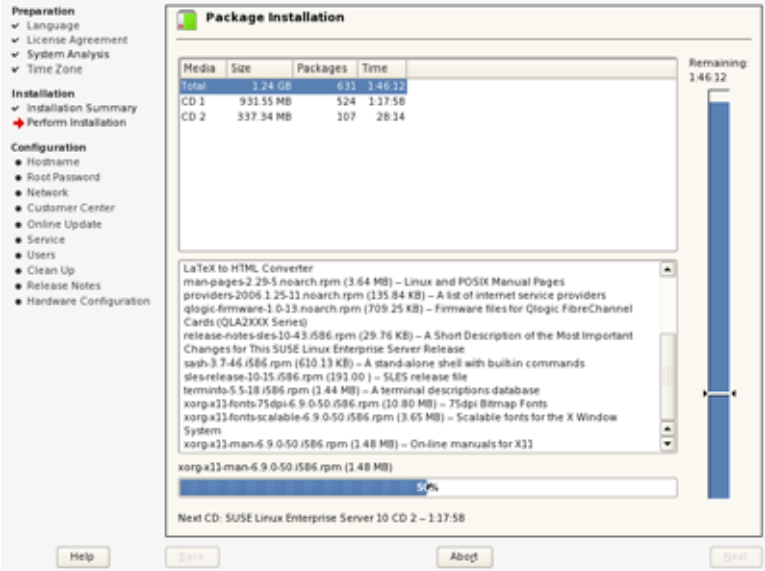 Preparation
Language
License Agreement
System Analysis
Time Zone
Installation
Installation Summary
Perform Installation
Configuration
Hostname
Root Password
Network
Customer Center
Online Update
Service
Users
Clean Up
Release Notes
Hardware Configuration
Package Installation
Media Size Packages Time
Total 1.24 GB 631 1:46:12
CD 1 931.55 MB 524 1:17:58
CD 2 337.34 MB 107 28:14
Remaining:
1:46:12
LaTeX to HTML Converter
man-pages-2.29-5.noarch.rpm (3.64 MB) -- Linux and POSIX Manual Pages
providers-2006.1.25-11.noarch.rpm (135.84 KB) -- A list of internet service providers
qlogic-firmware-1.0-13.noarch.rpm (709.25 KB) -- Firmware files for Qlogic FibreChannel
Cards (QLA2XXX Series)
release-notes-sles-10-43.i586.rpm (29.76 KB) -- A Short Description of the Most Important
Changes for This SUSE Linux Enterprise Server Release
sash-3.7-46.i586.rpm (610.13 KB) -- A stand-alone shell with built-in commands
sles-release-10-15.i586.rpm (191.00 ) -- SLES release file
terminfo-5.5-18.i586.rpm (1.44 MB) -- A terminal descriptions database
xorg-x11-fonts-75dpi-6.9.0-50.i586.rpm (10.80 MB) -- 75dpi Bitmap Fonts
xorg-x11-fonts-scalable-6.9.0-50.i586.rpm (3.65 MB) -- Scalable fonts for the X Window
System
xorg-x11-man-6.9.0-50.i586.rpm (1.48 MB) -- On-line manuals for X11
xorg-x11-man-6.9.0-50.i586.rpm (1.48 MB)
50%
Next CD: SUSE Linux Enterprise Server 10 CD 2 -- 1:17:58
Help Back Abort Next